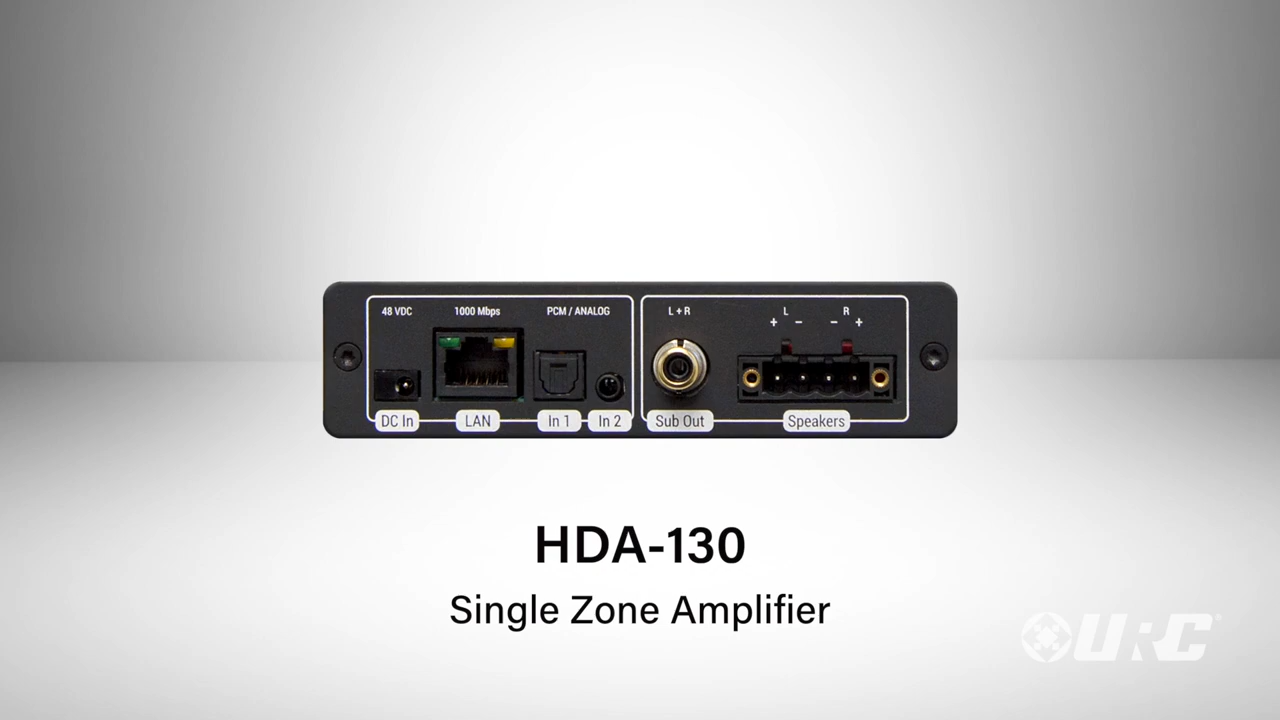 48 VDC 1000 Mbps PCM / ANALOG L + R L R
+ − − +
DC In LAN In 1 In 2 Sub Out Speakers
HDA-130
Single Zone Amplifier
URC®